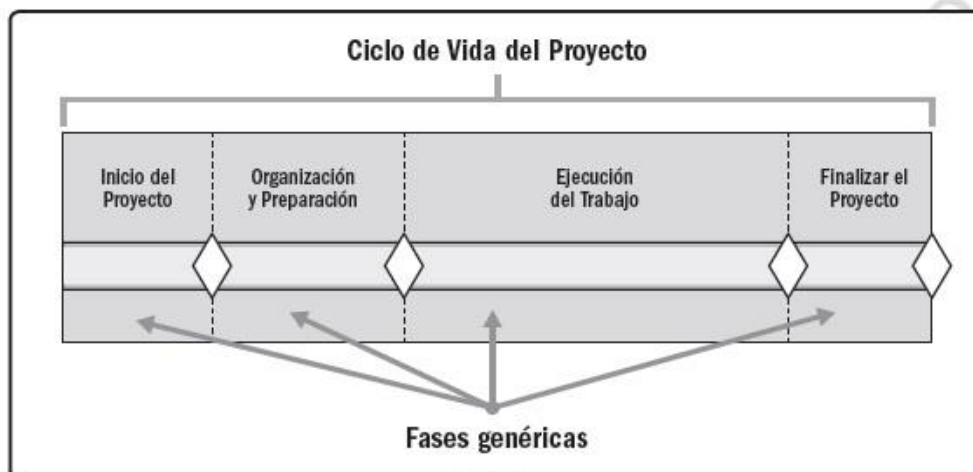 Ciclo de Vida del Proyecto
Inicio del
Proyecto
Organización
y Preparación
Ejecución
del Trabajo
Finalizar el
Proyecto
Fases genéricas